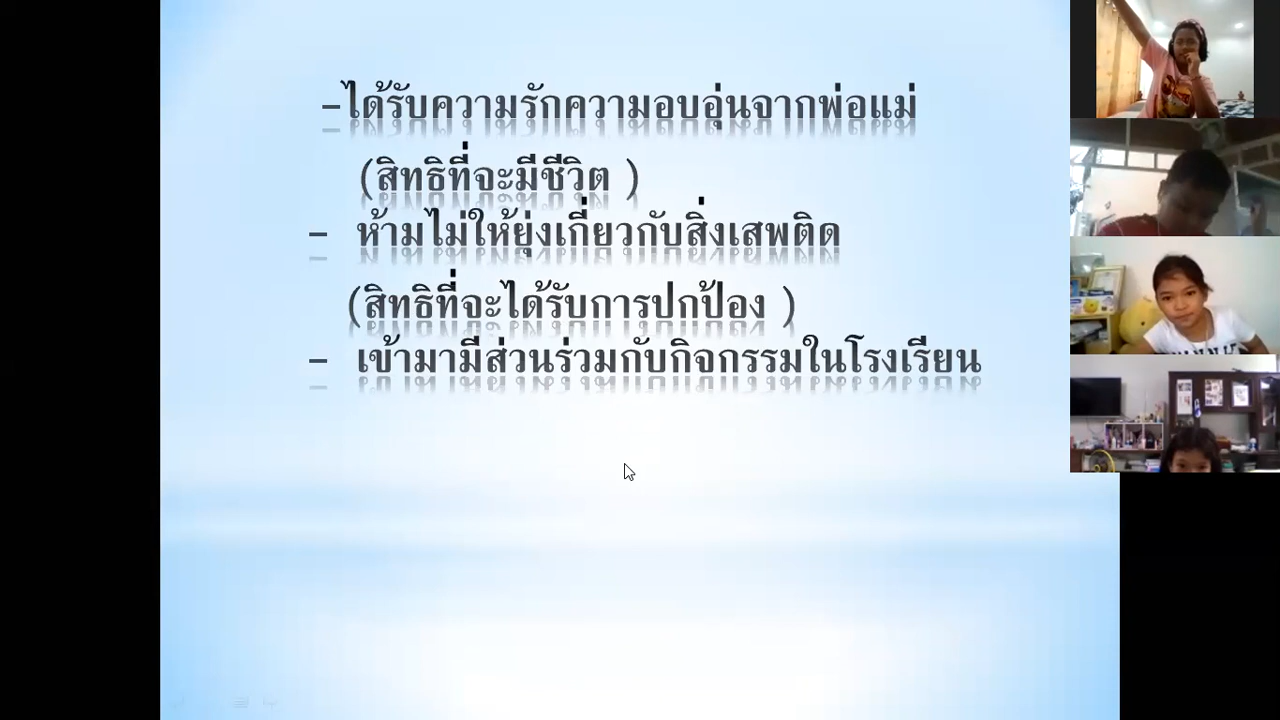 -ได้รับความรักความอบอุ่นจากพ่อแม่
(สิทธิที่จะมีชีวิต )
- ห้ามไม่ให้ยุ่งเกี่ยวกับสิ่งเสพติด
(สิทธิที่จะได้รับการปกป้อง )
- เข้ามามีส่วนร่วมกับกิจกรรมในโรงเรียน